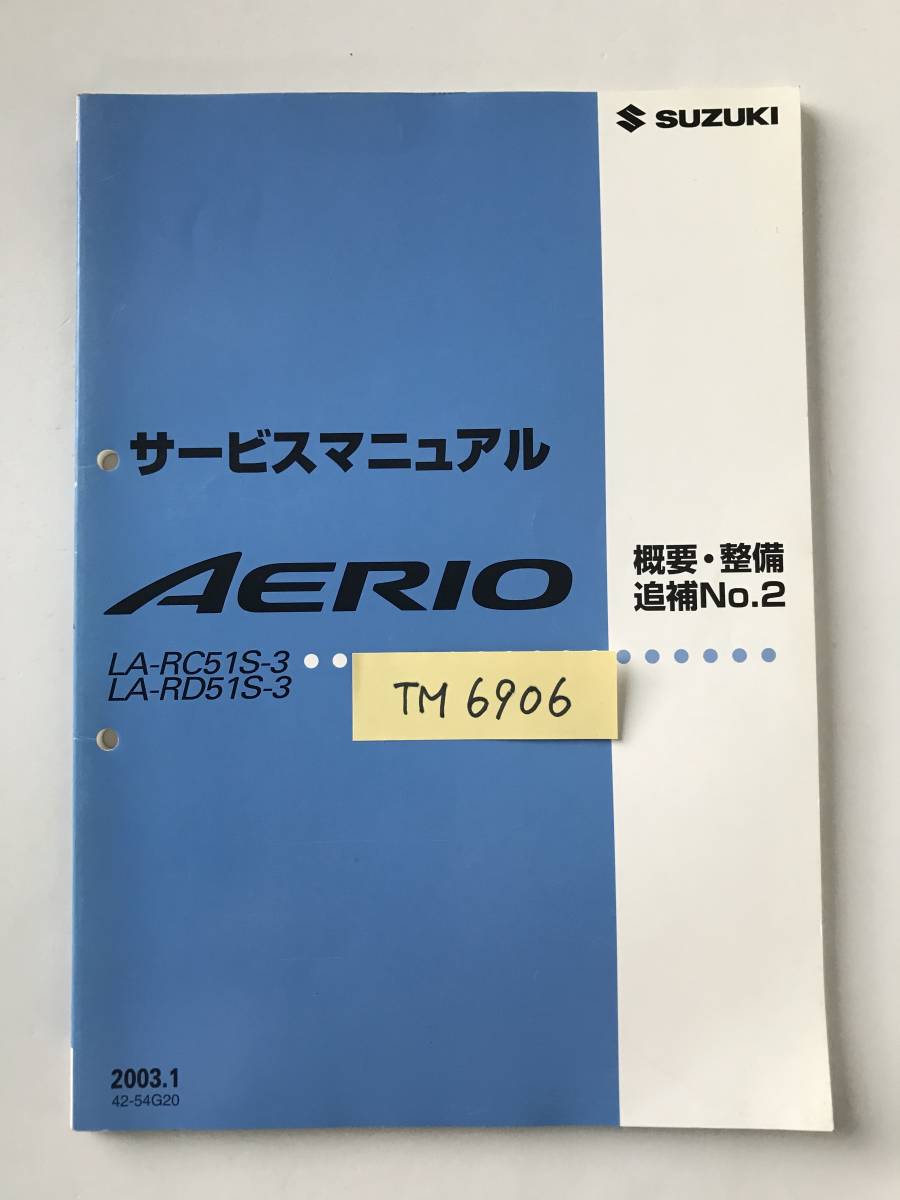 SUZUKI
サービスマニュアル
AERIO
概要・整備
追補No.2
LA-RC51S-3
LA-RD51S-3
TM 6906
2003.1
42-54G20